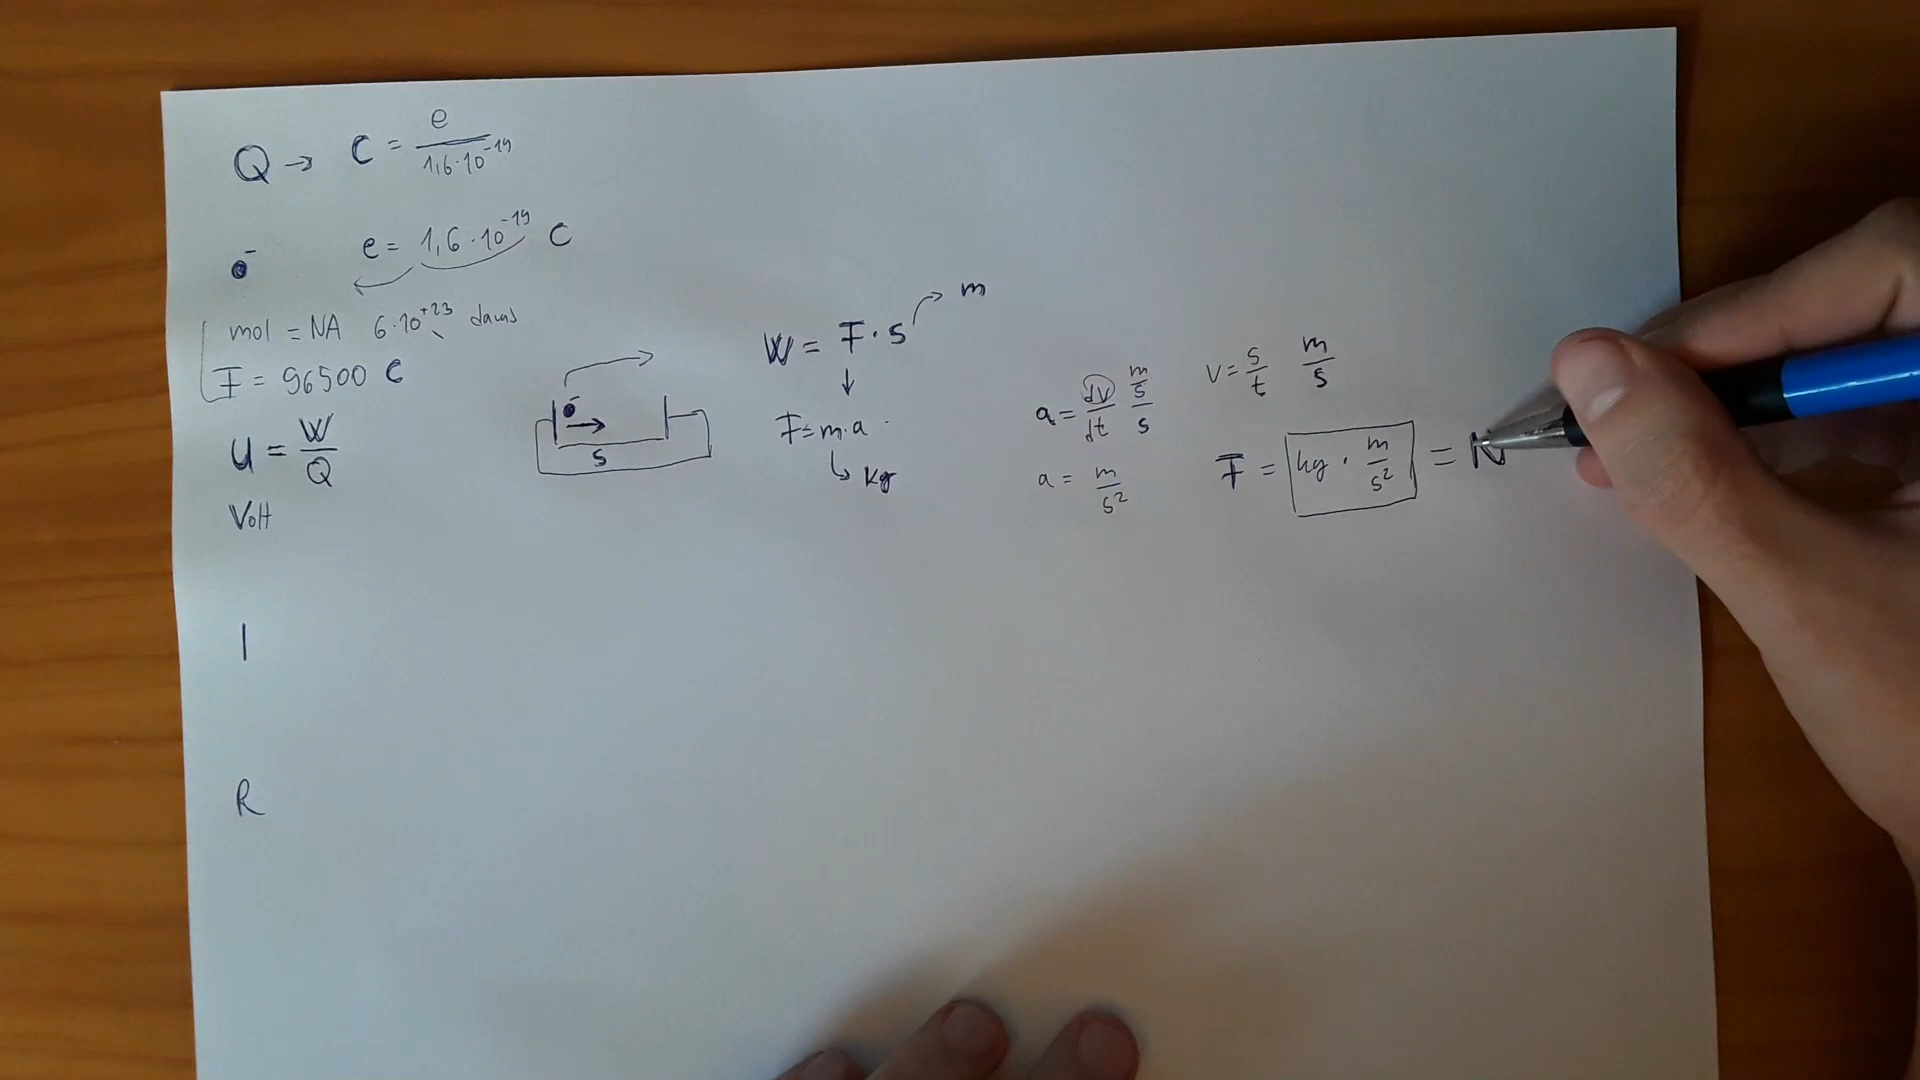 Q → C = e / 1,6·10⁻¹⁹
e = 1,6·10⁻¹⁹ C
mol = NA 6·10⁺²³
F = 96500 C
U = W / Q
Volt
I
R
s
W = F·s → m
F = m·a
kg
a = dv / dt m/s / s
a = m / s²
v = s / t m / s
F = kg · m / s² = N